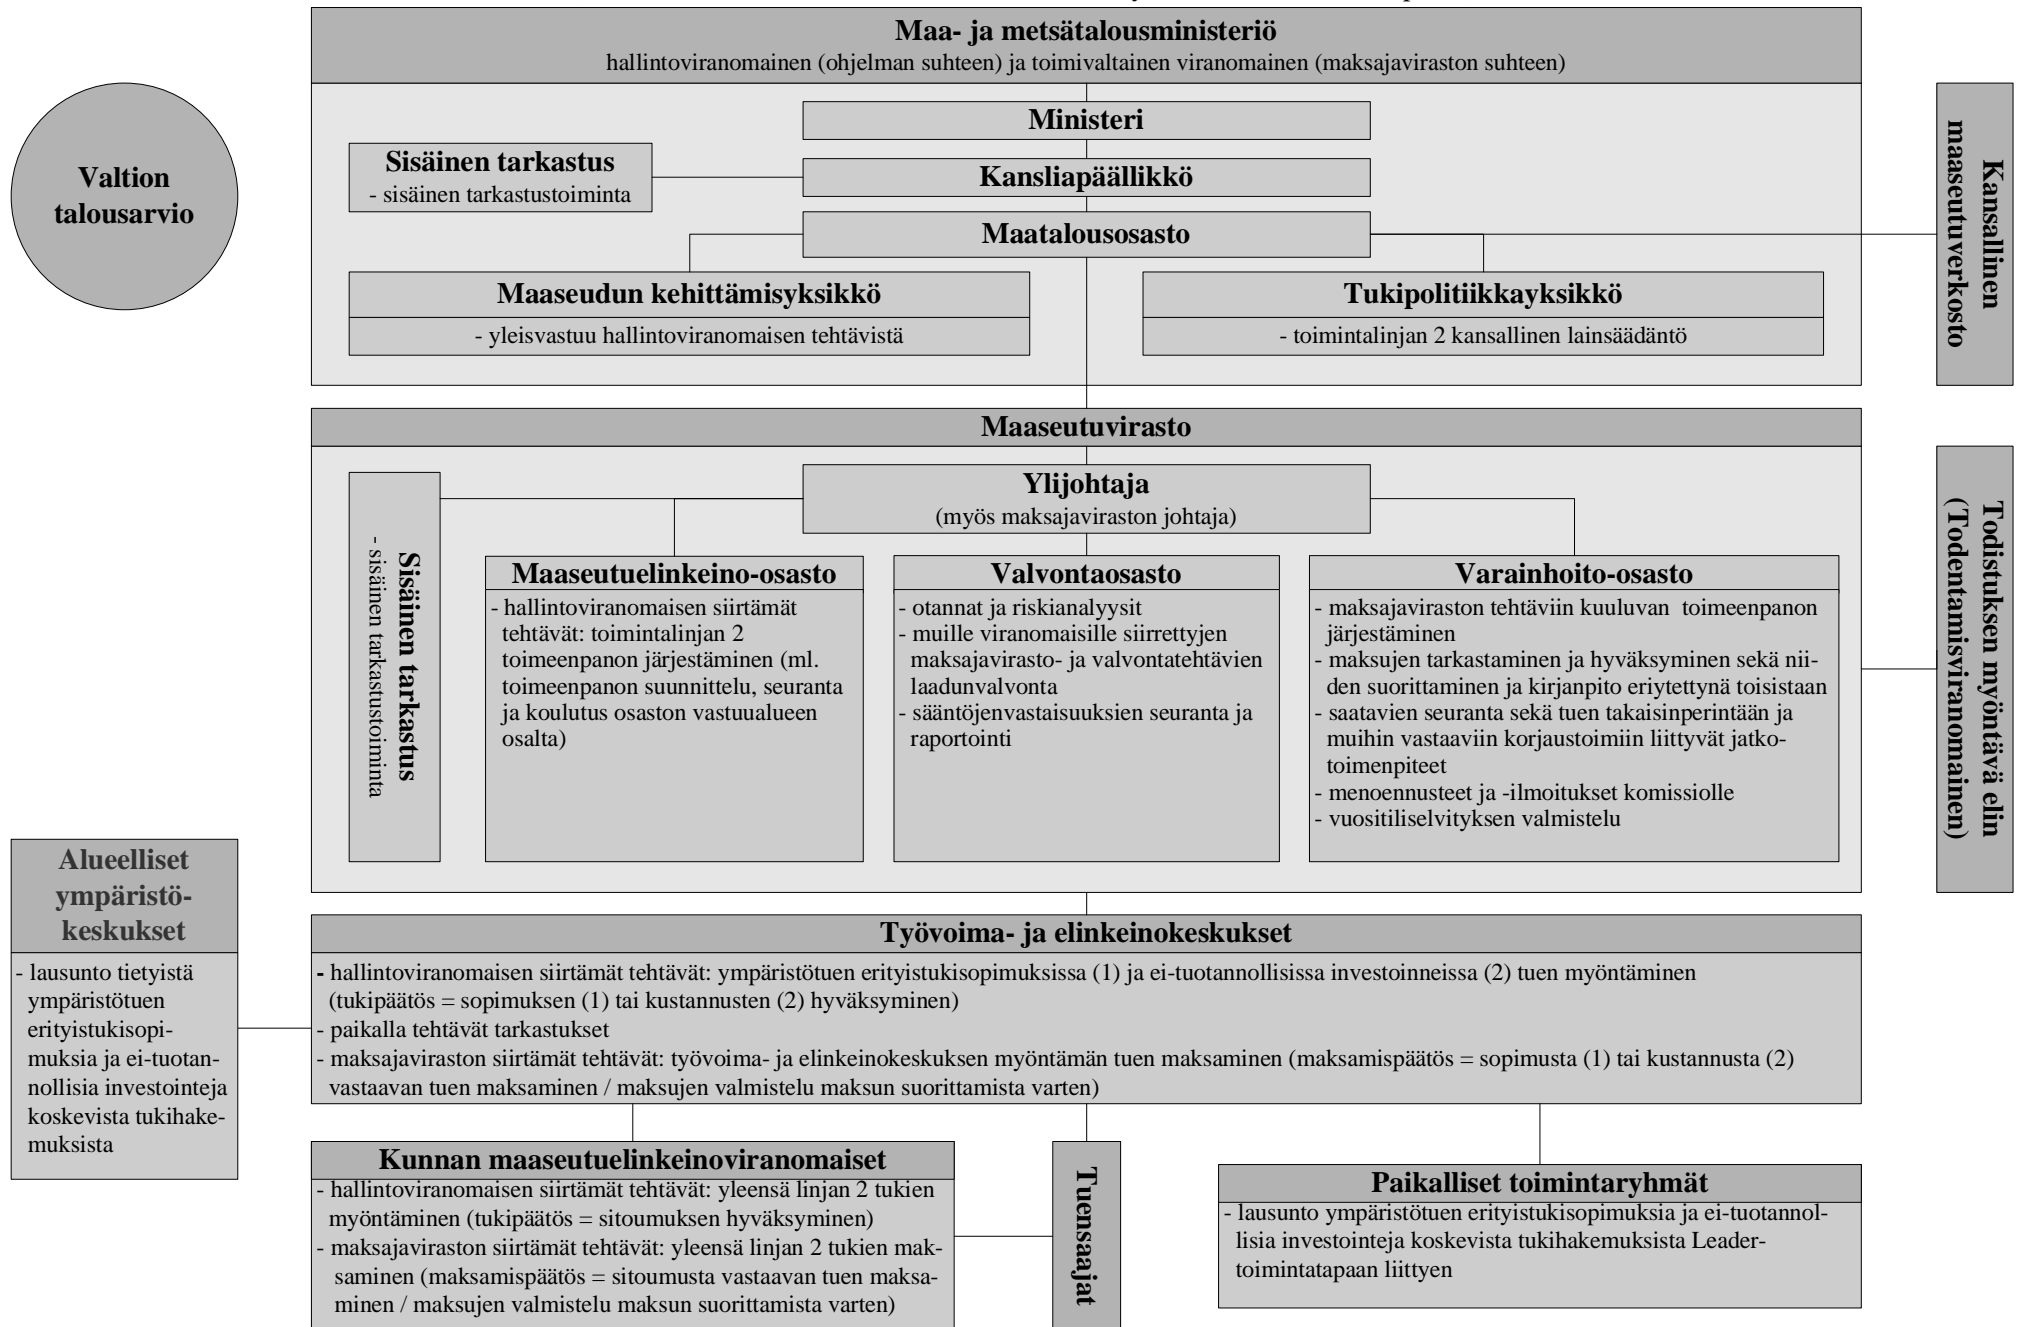 Maa- ja metsätalousministeriö
hallintoviranomainen (ohjelman suhteen) ja toimivaltainen viranomainen (maksajaviraston suhteen)
Valtion
talousarvio
Ministeri
Sisäinen tarkastus
- sisäinen tarkastustoiminta
Kansliapäällikkö
Maatalousosasto
Maaseudun kehittämisyksikkö
- yleisvastuu hallintoviranomaisen tehtävistä
Tukipolitiikkayksikkö
- toimintalinjan 2 kansallinen lainsäädäntö
Kansallinen
maaseutuverkosto
Maaseutuvirasto
Ylijohtaja
(myös maksajaviraston johtaja)
Sisäinen tarkastus
- sisäinen tarkastustoiminta
Maaseutuelinkeino-osasto
- hallintoviranomaisen siirtämät
tehtävät: toimintalinjan 2
toimeenpanon järjestäminen (ml.
toimeenpanon suunnittelu, seuranta
ja koulutus osaston vastuualueen
osalta)
Valvontaosasto
- otannat ja riskianalyysit
- muille viranomaisille siirrettyjen
maksajavirasto- ja valvontatehtävien
laadunvalvonta
- sääntöjenvastaisuuksien seuranta ja
raportointi
Varainhoito-osasto
- maksajaviraston tehtäviin kuuluvan toimeenpanon
järjestäminen
- maksujen tarkastaminen ja hyväksyminen sekä nii-
den suorittaminen ja kirjanpito eriytettynä toisistaan
- saatavien seuranta sekä tuen takaisinperintään ja
muihin vastaaviin korjaustoimiin liittyvät jatko-
toimenpiteet
- menoennusteet ja -ilmoitukset komissiolle
- vuositiliselvityksen valmistelu
Todistuksen myöntävä elin
(Todentamisviranomainen)
Alueelliset
ympäristö-
keskukset
- lausunto tietyistä
ympäristötuen
erityistukisopi-
muksia ja ei-tuotan-
nollisia investointeja
koskevista tukihake-
muksista
Työvoima- ja elinkeinokeskukset
- hallintoviranomaisen siirtämät tehtävät: ympäristötuen erityistukisopimuksissa (1) ja ei-tuotannollisissa investoinneissa (2) tuen myöntäminen
(tukipäätös = sopimuksen (1) tai kustannusten (2) hyväksyminen)
- paikalla tehtävät tarkastukset
- maksajaviraston siirtämät tehtävät: työvoima- ja elinkeinokeskuksen myöntämän tuen maksaminen (maksamispäätös = sopimusta (1) tai kustannusta (2)
vastaavan tuen maksaminen / maksujen valmistelu maksun suorittamista varten)
Kunnan maaseutuelinkeinoviranomaiset
- hallintoviranomaisen siirtämät tehtävät: yleensä linjan 2 tukien
myöntäminen (tukipäätös = sitoumuksen hyväksyminen)
- maksajaviraston siirtämät tehtävät: yleensä linjan 2 tukien mak-
saminen (maksamispäätös = sitoumusta vastaavan tuen maksa-
minen / maksujen valmistelu maksun suorittamista varten)
Tuensaajat
Paikalliset toimintaryhmät
- lausunto ympäristötuen erityistukisopimuksia ja ei-tuotannol-
lisia investointeja koskevista tukihakemuksista Leader-
toimintatapaan liittyen